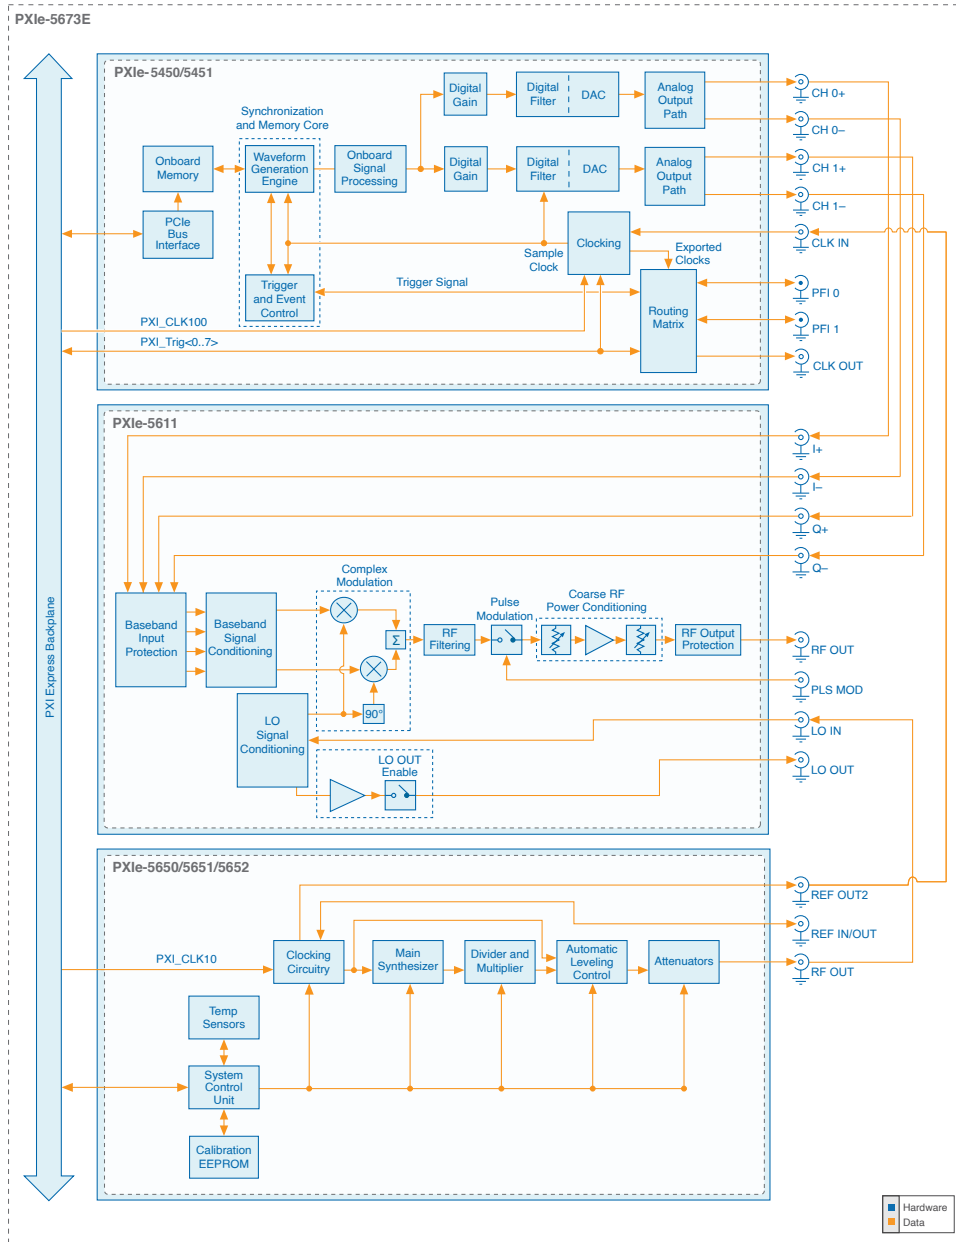 PXIe-5673E
PXIe-5450/5451
Synchronization
and Memory Core
Onboard
Memory
PCIe
Bus
Interface
Waveform
Generation
Engine
Trigger
and Event
Control
Onboard
Signal
Processing
Digital
Gain
Digital
Filter
DAC
Analog
Output
Path
Digital
Gain
Digital
Filter
DAC
Analog
Output
Path
Sample
Clock
Clocking
Exported
Clocks
Trigger Signal
Routing
Matrix
PXI_CLK100
PXI_Trig<0..7>
CH 0+
CH 0–
CH 1+
CH 1–
CLK IN
PFI 0
PFI 1
CLK OUT
PXIe-5611
I+
I–
Q+
Q–
Baseband
Input
Protection
Baseband
Signal
Conditioning
Complex
Modulation
Σ
90°
LO
Signal
Conditioning
RF
Filtering
Pulse
Modulation
Coarse RF
Power Conditioning
RF Output
Protection
LO OUT
Enable
RF OUT
PLS MOD
LO IN
LO OUT
PXI Express Backplane
PXIe-5650/5651/5652
PXI_CLK10
Clocking
Circuitry
Main
Synthesizer
Divider and
Multiplier
Automatic
Leveling
Control
Attenuators
Temp
Sensors
System
Control
Unit
Calibration
EEPROM
REF OUT2
REF IN/OUT
RF OUT
Hardware
Data